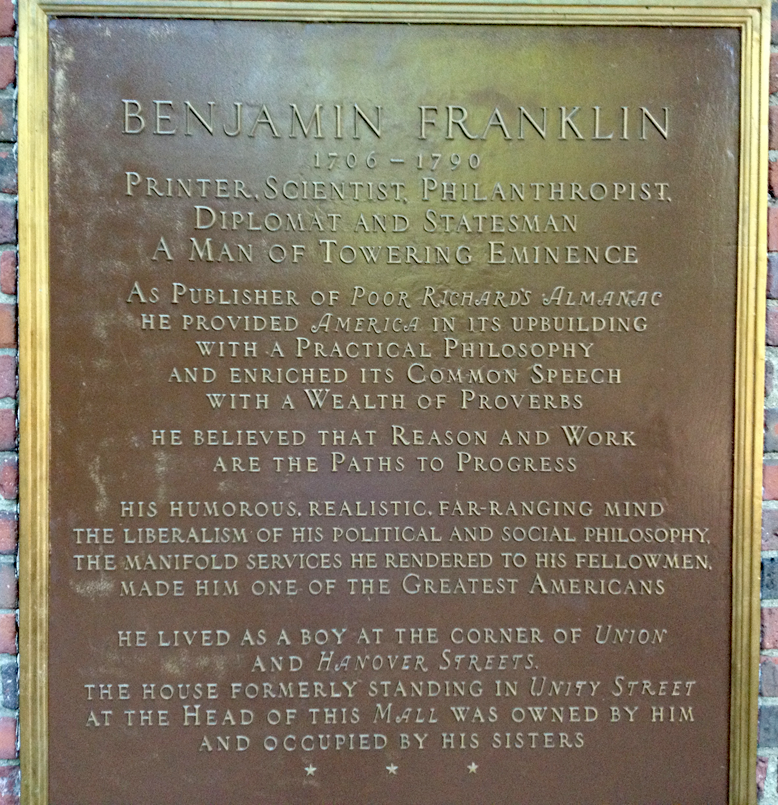 BENJAMIN FRANKLIN
1706 – 1790
PRINTER, SCIENTIST, PHILANTHROPIST,
DIPLOMAT AND STATESMAN
A MAN OF TOWERING EMINENCE
AS PUBLISHER OF POOR RICHARD'S ALMANAC
HE PROVIDED AMERICA IN ITS UPBUILDING
WITH A PRACTICAL PHILOSOPHY
AND ENRICHED ITS COMMON SPEECH
WITH A WEALTH OF PROVERBS
HE BELIEVED THAT REASON AND WORK
ARE THE PATHS TO PROGRESS
HIS HUMOROUS, REALISTIC, FAR-RANGING MIND
THE LIBERALISM OF HIS POLITICAL AND SOCIAL PHILOSOPHY,
THE MANIFOLD SERVICES HE RENDERED TO HIS FELLOWMEN,
MADE HIM ONE OF THE GREATEST AMERICANS
HE LIVED AS A BOY AT THE CORNER OF UNION
AND HANOVER STREETS.
THE HOUSE FORMERLY STANDING IN UNITY STREET
AT THE HEAD OF THIS MALL WAS OWNED BY HIM
AND OCCUPIED BY HIS SISTERS